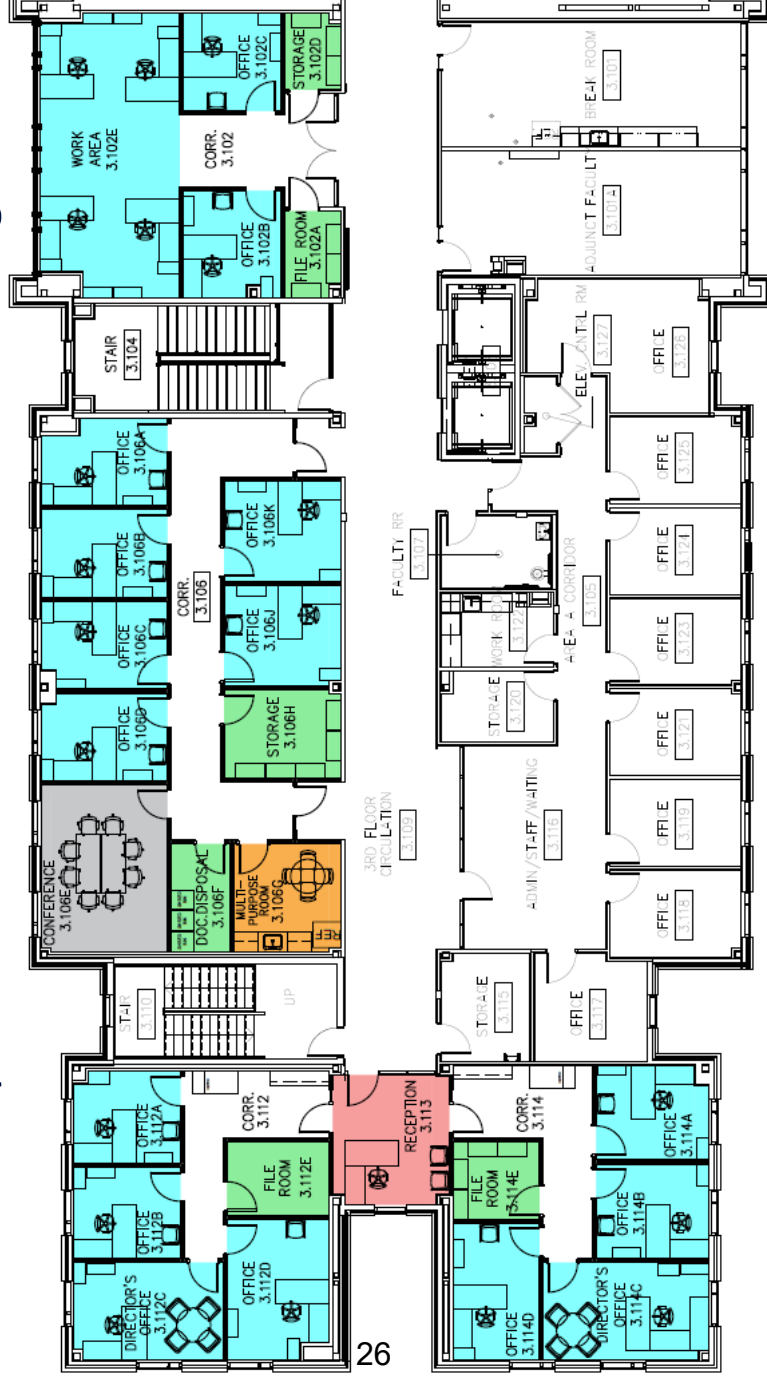 STORAGE
3.102D
OFFICE
3.102C
WORK
AREA
3.102E
CORR.
3.102
OFFICE
3.102B
FILE ROOM
3.102A
BREAK ROOM
3.101
ADJUNCT FACULTY
3.101A
STAIR
3.104
ELEV. CNTRL RM
3.127
OFFICE
3.126
OFFICE
3.106A
OFFICE
3.106B
OFFICE
3.106C
OFFICE
3.106D
CORR.
3.106
OFFICE
3.106K
OFFICE
3.106J
STORAGE
3.106H
CONFERENCE
3.106E
DOC.DISPOSAL
3.106F
MULTI-
PURPOSE
ROOM
3.106G
REF
FACULTY RR
3.107
AREA A CORRIDOR
3.105
OFFICE
3.125
OFFICE
3.124
OFFICE
3.123
OFFICE
3.121
OFFICE
3.119
OFFICE
3.118
WORK ROOM
STORAGE
3.120
3RD FLOOR
CIRCULATION
3.109
ADMIN/STAFF/WAITING
3.116
STAIR
3.110
UP
STORAGE
3.115
OFFICE
3.117
OFFICE
3.112A
OFFICE
3.112B
DIRECTOR'S
OFFICE
3.112C
CORR.
3.112
FILE
ROOM
3.112E
OFFICE
3.112D
RECEPTION
3.113
CORR.
3.114
FILE
ROOM
3.114E
OFFICE
3.114A
OFFICE
3.114B
OFFICE
3.114D
DIRECTOR'S
OFFICE
3.114C
26